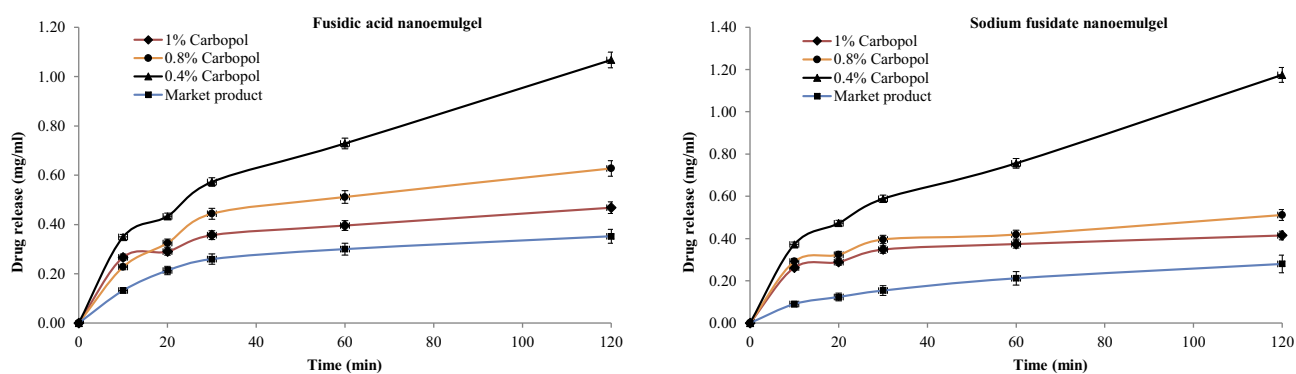 Fusidic acid nanoemulgel
1.20
1.00
0.80
0.60
0.40
0.20
0.00
Drug release (mg/ml)
1% Carbopol
0.8% Carbopol
0.4% Carbopol
Market product
0 20 40 60 80 100 120
Time (min)
Sodium fusidate nanoemulgel
1.40
1.20
1.00
0.80
0.60
0.40
0.20
0.00
Drug release (mg/ml)
1% Carbopol
0.8% Carbopol
0.4% Carbopol
Market product
0 20 40 60 80 100 120
Time (min)